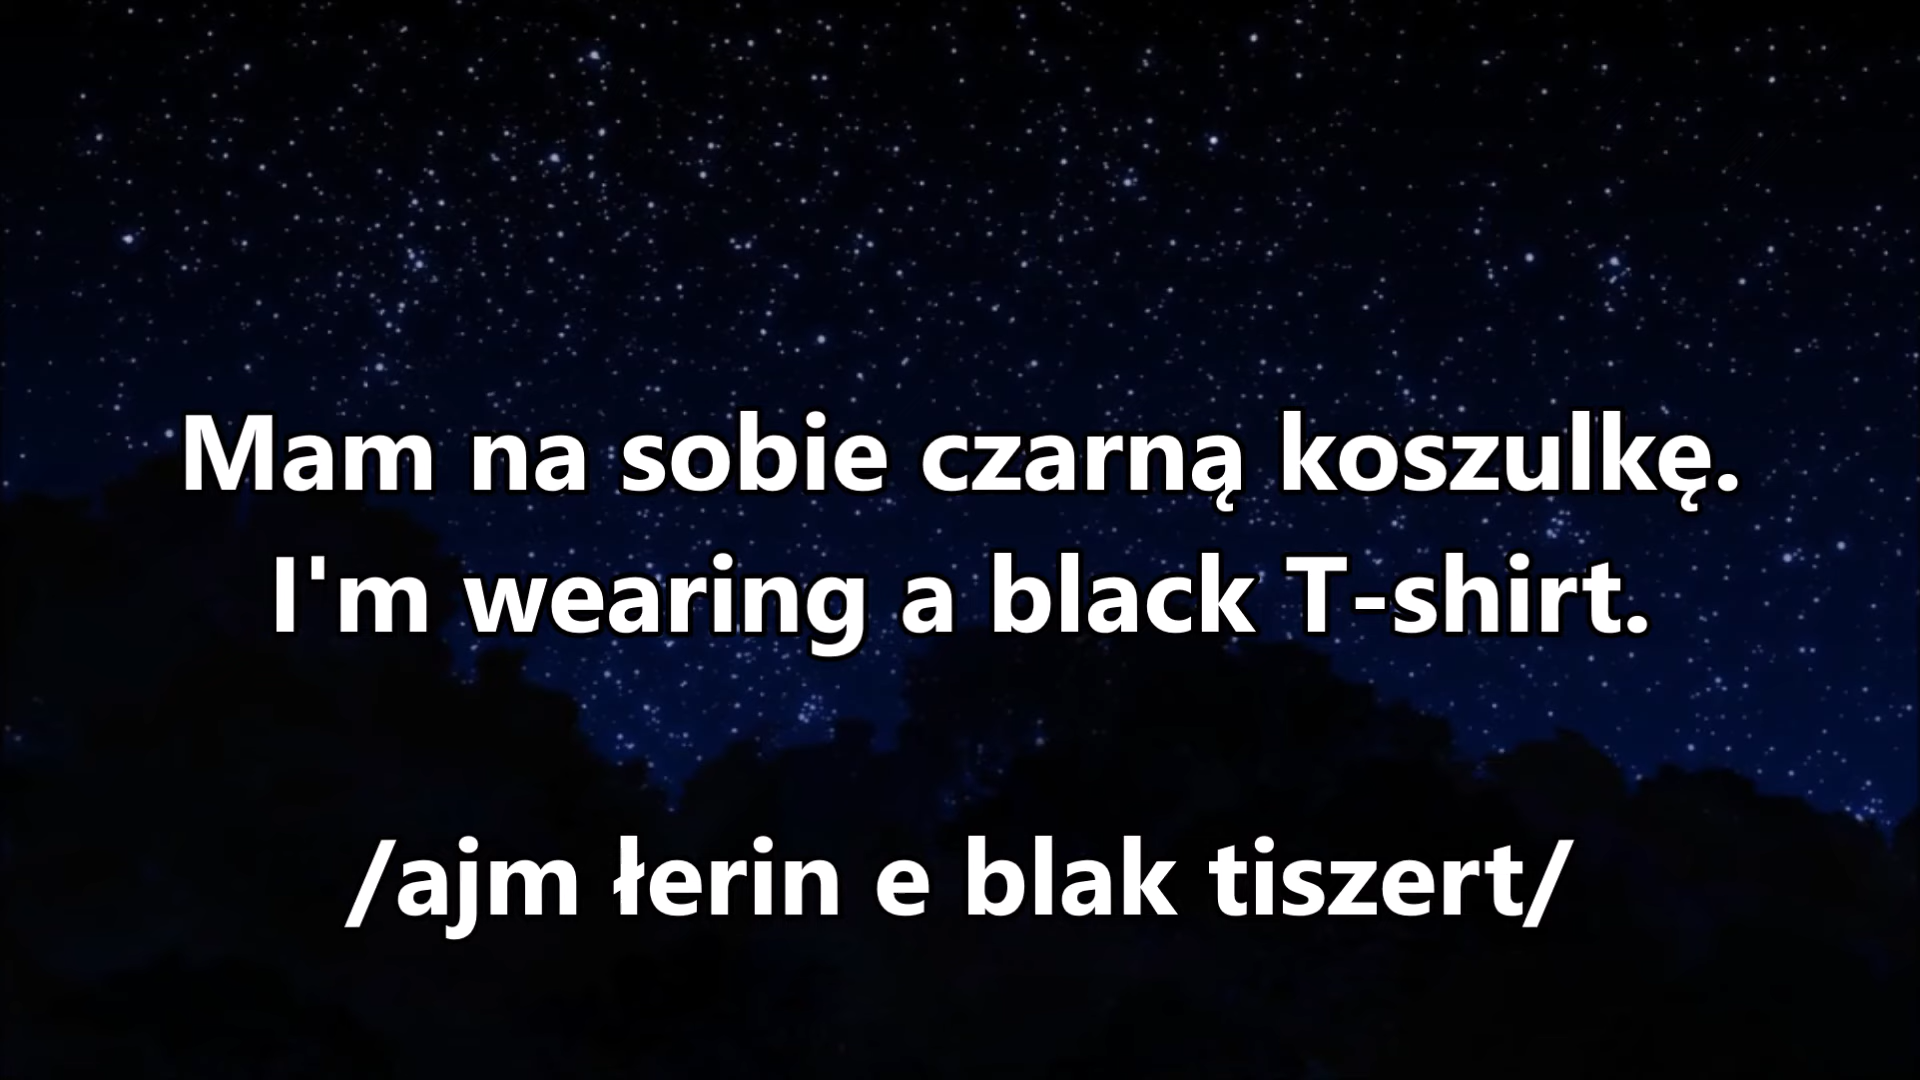 Mam na sobie czarną koszulkę.
I'm wearing a black T-shirt.
/ajm łerin e blak tiszert/